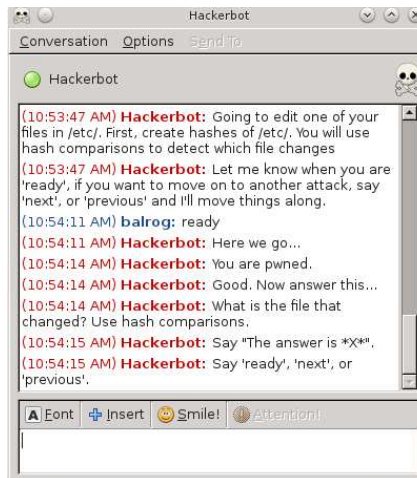 Hackerbot
Conversation Options Send To
Hackerbot
(10:53:47 AM) Hackerbot: Going to edit one of your
files in /etc/. First, create hashes of /etc/. You will use
hash comparisons to detect which file changes
(10:53:47 AM) Hackerbot: Let me know when you are
'ready', if you want to move on to another attack, say
'next', or 'previous' and I'll move things along.
(10:54:11 AM) balrog: ready
(10:54:11 AM) Hackerbot: Here we go...
(10:54:14 AM) Hackerbot: You are pwned.
(10:54:14 AM) Hackerbot: Good. Now answer this...
(10:54:14 AM) Hackerbot: What is the file that
changed? Use hash comparisons.
(10:54:15 AM) Hackerbot: Say "The answer is *X*".
(10:54:15 AM) Hackerbot: Say 'ready', 'next', or
'previous'.
A Font Insert Smile! Attention!